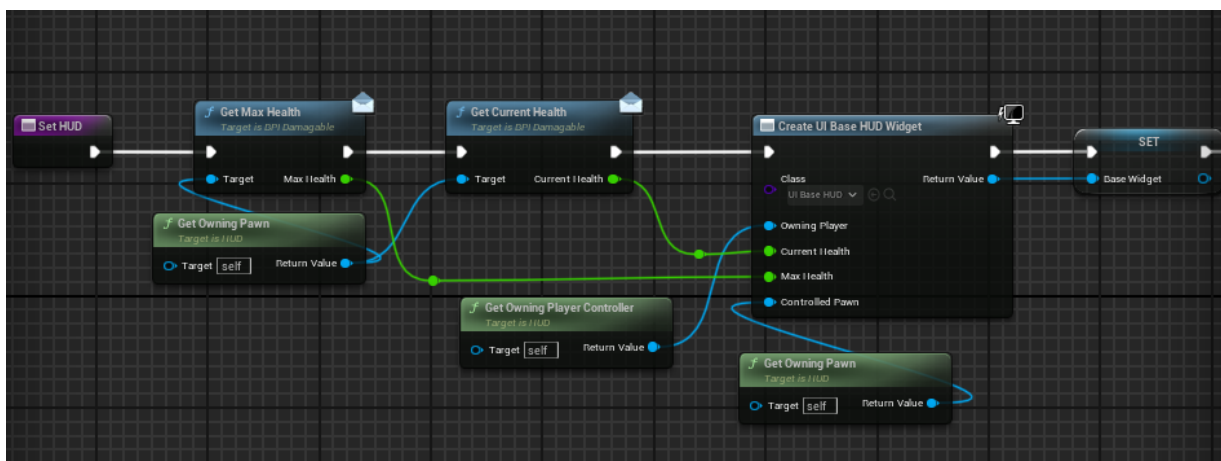 Set HUD
Get Max Health
Target is BPI Damagable
Target
Max Health
Get Current Health
Target is BPI Damagable
Target
Current Health
Create UI Base HUD Widget
Class
UI Base HUD
Return Value
Owning Player
Current Health
Max Health
Controlled Pawn
SET
Base Widget
Get Owning Pawn
Target is HUD
Target
self
Return Value
Get Owning Player Controller
Target is HUD
Target
self
Return Value
Get Owning Pawn
Target is HUD
Target
self
Return Value